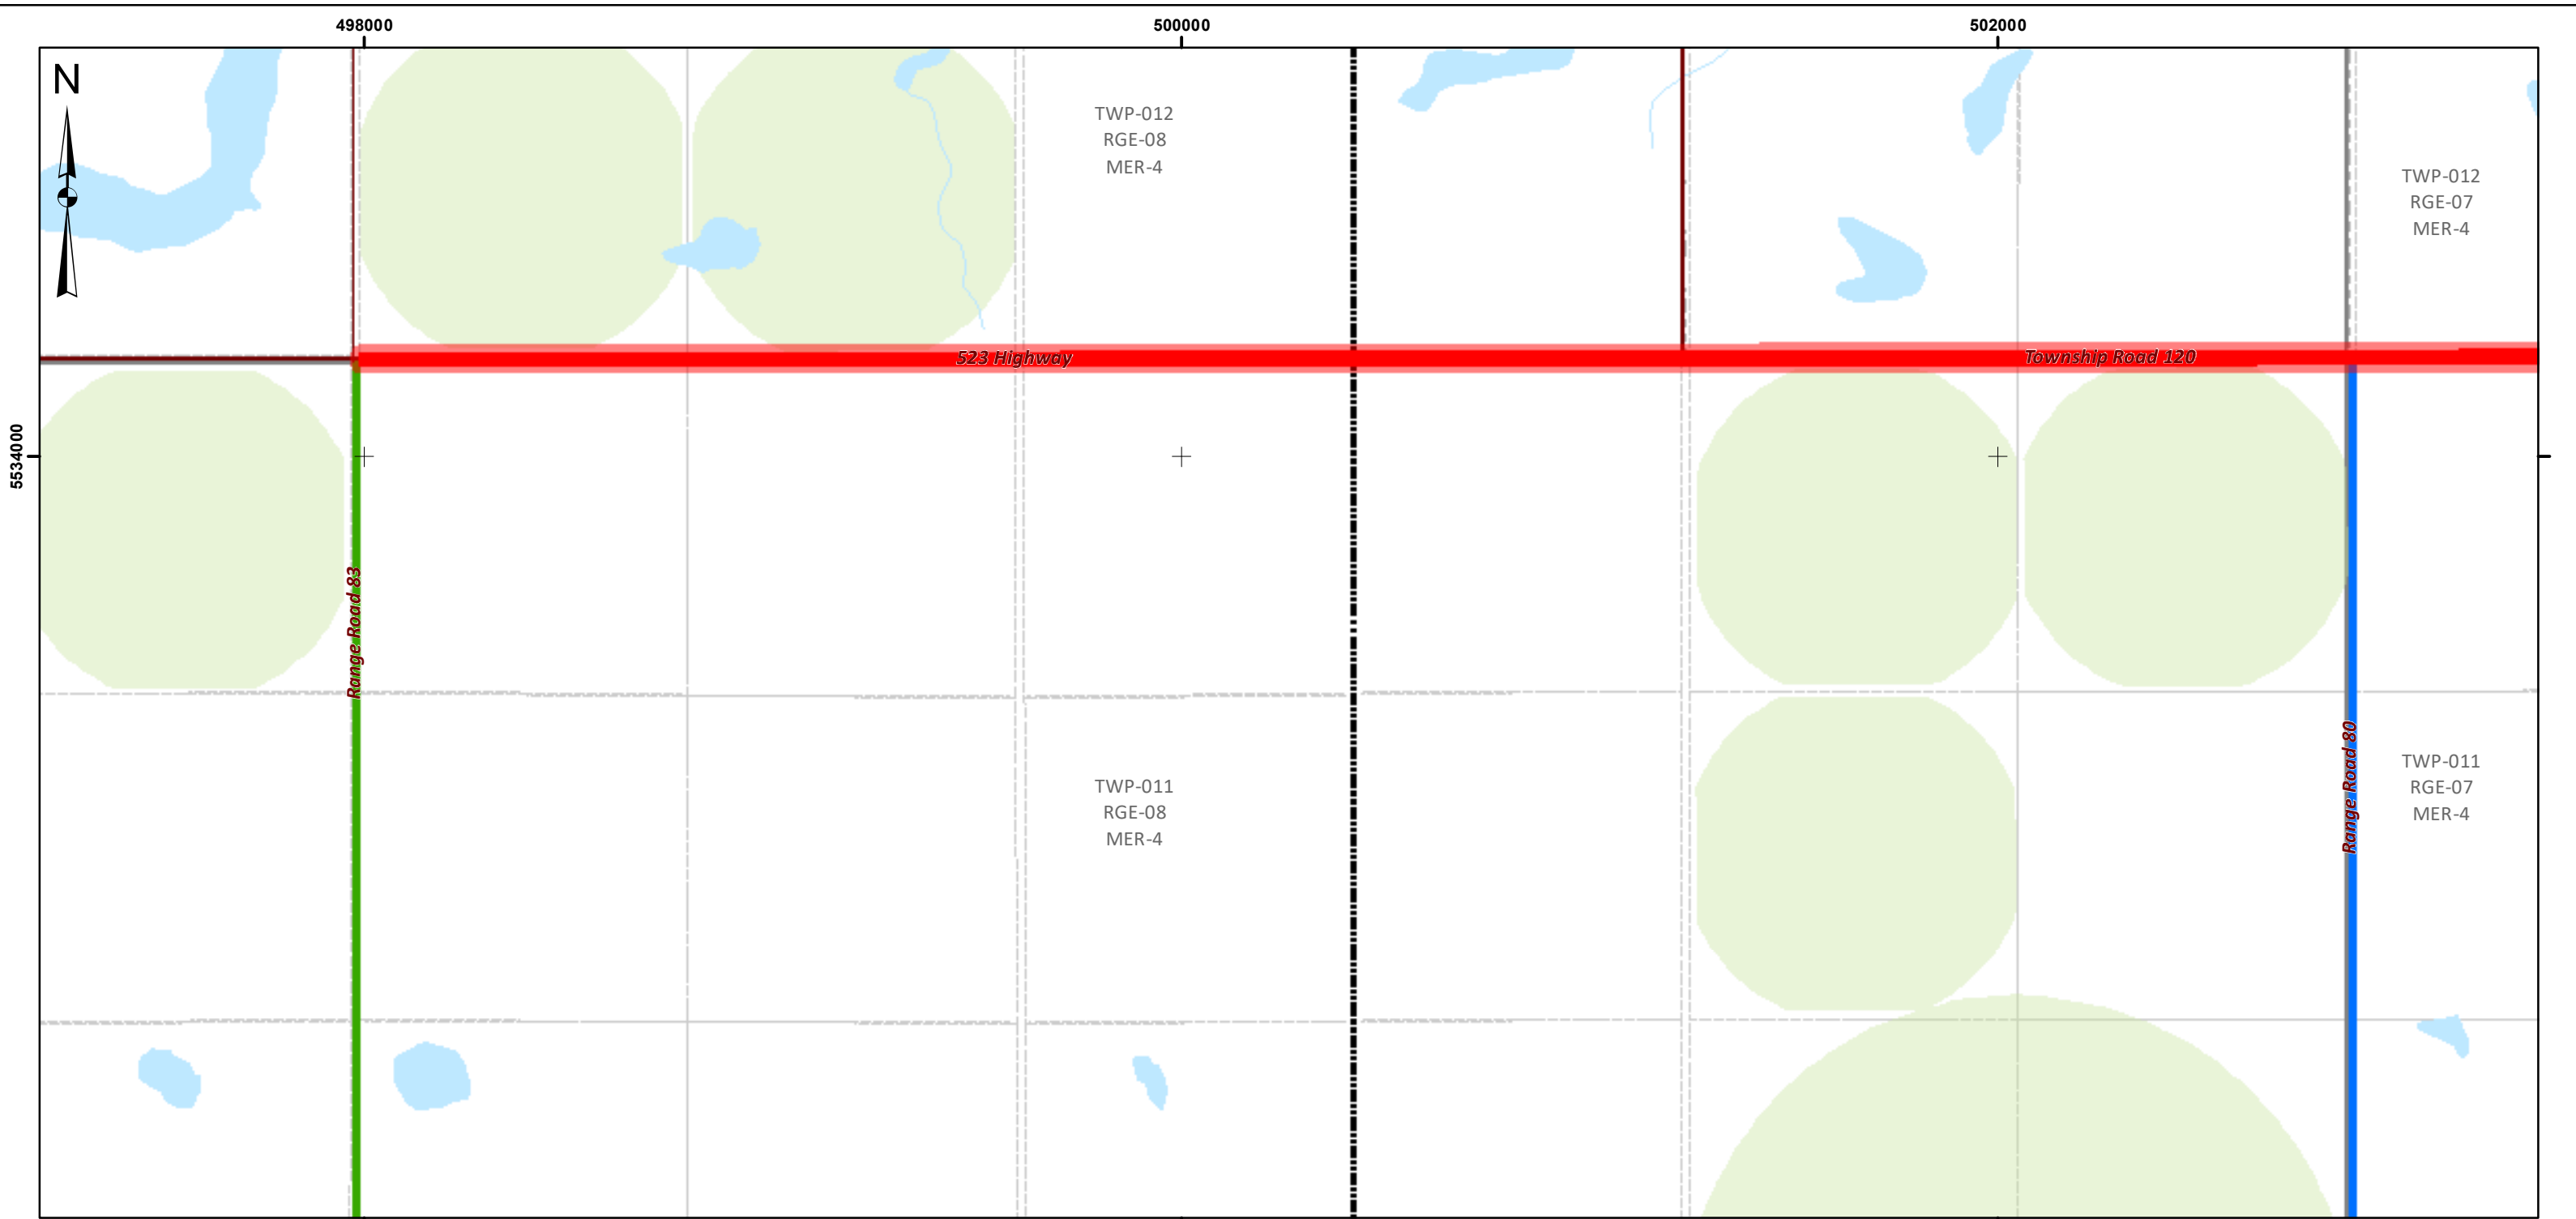 498000
500000
502000
N
TWP-012
RGE-08
MER-4
TWP-012
RGE-07
MER-4
523 Highway
Township Road 120
5534000
Range Road 83
Range Road 80
TWP-011
RGE-08
MER-4
TWP-011
RGE-07
MER-4